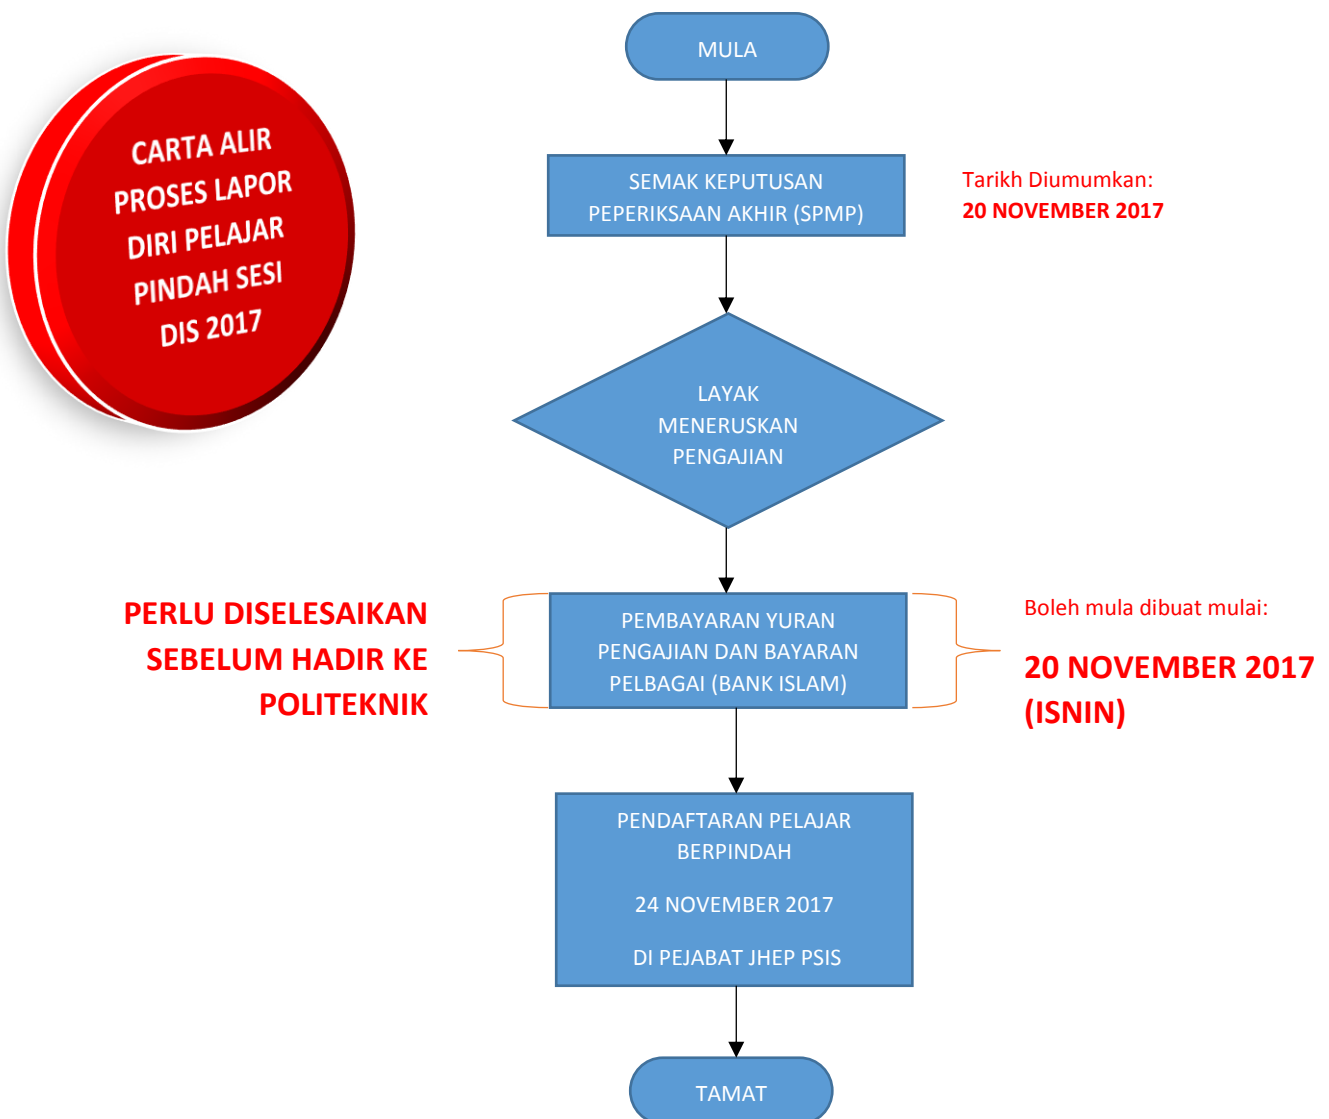 CARTA ALIR
PROSES LAPOR
DIRI PELAJAR
PINDAH SESI
DIS 2017
MULA
SEMAK KEPUTUSAN
PEPERIKSAAN AKHIR (SPMP)
Tarikh Diumumkan:
20 NOVEMBER 2017
LAYAK
MENERUSKAN
PENGAJIAN
PERLU DISELESAIKAN
SEBELUM HADIR KE
POLITEKNIK
PEMBAYARAN YURAN
PENGAJIAN DAN BAYARAN
PELBAGAI (BANK ISLAM)
Boleh mula dibuat mulai:
20 NOVEMBER 2017
(ISNIN)
PENDAFTARAN PELAJAR
BERPINDAH
24 NOVEMBER 2017
DI PEJABAT JHEP PSIS
TAMAT